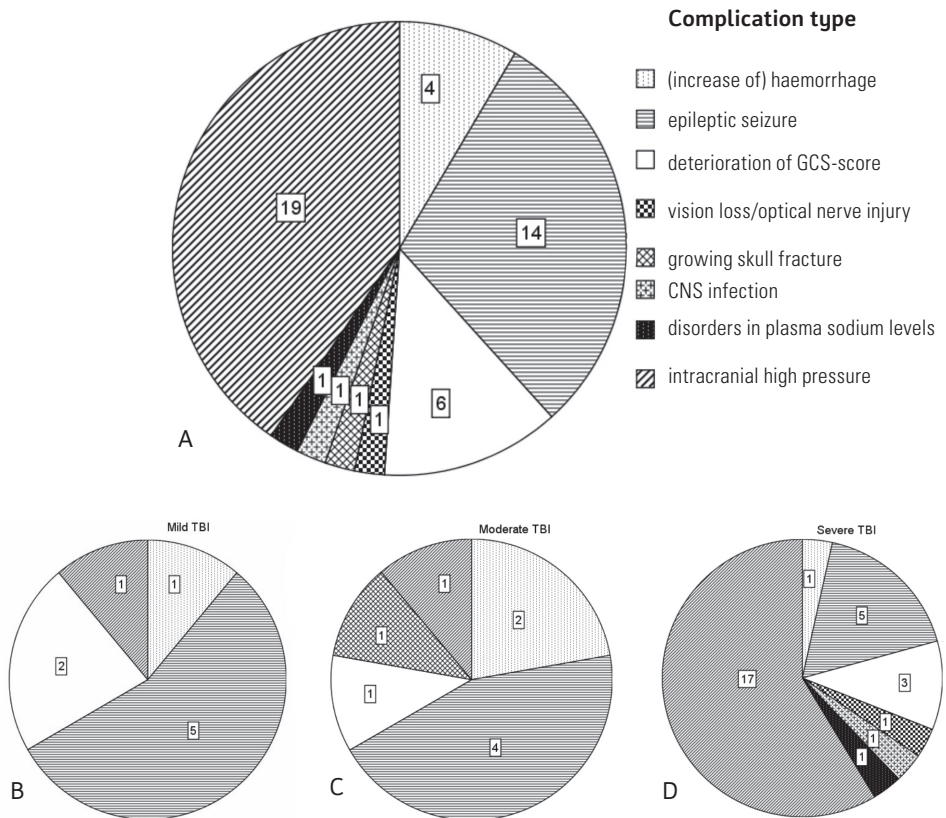 Complication type
(increase of) haemorrhage
epileptic seizure
deterioration of GCS-score
vision loss/optical nerve injury
growing skull fracture
CNS infection
disorders in plasma sodium levels
intracranial high pressure
4
14
6
1
1
1
1
19
A
Mild TBI
1
5
2
1
B
Moderate TBI
2
4
1
1
1
C
Severe TBI
1
5
3
1
1
1
17
D